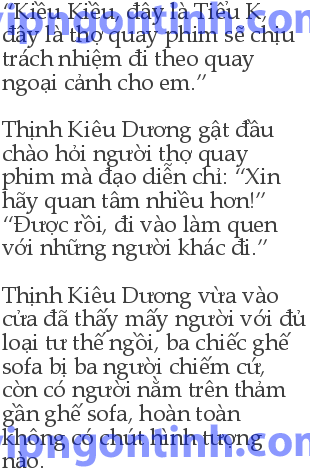 “Kiều Kiều, đây là Tiểu K,
đây là thợ quay phim sẽ chịu
trách nhiệm đi theo quay
ngoại cảnh cho em.”
Thịnh Kiêu Dương gật đầu
chào hỏi người thợ quay
phim mà đạo diễn chỉ: “Xin
hãy quan tâm nhiều hơn!”
“Được rồi, đi vào làm quen
với những người khác đi.”
Thịnh Kiêu Dương vừa vào
cửa đã thấy mấy người với đủ
loại tư thế ngồi, ba chiếc ghế
sofa bị ba người chiếm cứ,
còn có người nằm trên thảm
gần ghế sofa, hoàn toàn
không có chút hình tượng
nào.
vipngontinh.com
vipngontinh.com